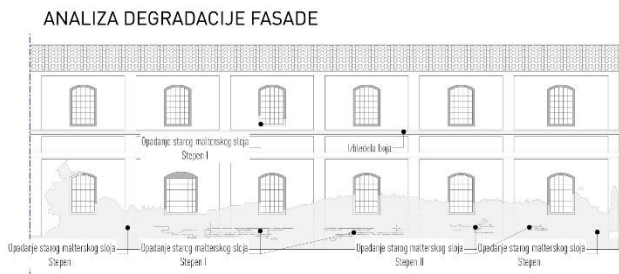 ANALIZA DEGRADACIJE FASADE
Opadanje starog malterskog sloja
Stepen I
Izbledela boja
Opadanje starog malterskog sloja
Stepen
Opadanje starog malterskog sloja
Stepen I
Opadanje starog malterskog sloja
Stepen II
Opadanje starog malterskog sloja
Stepen